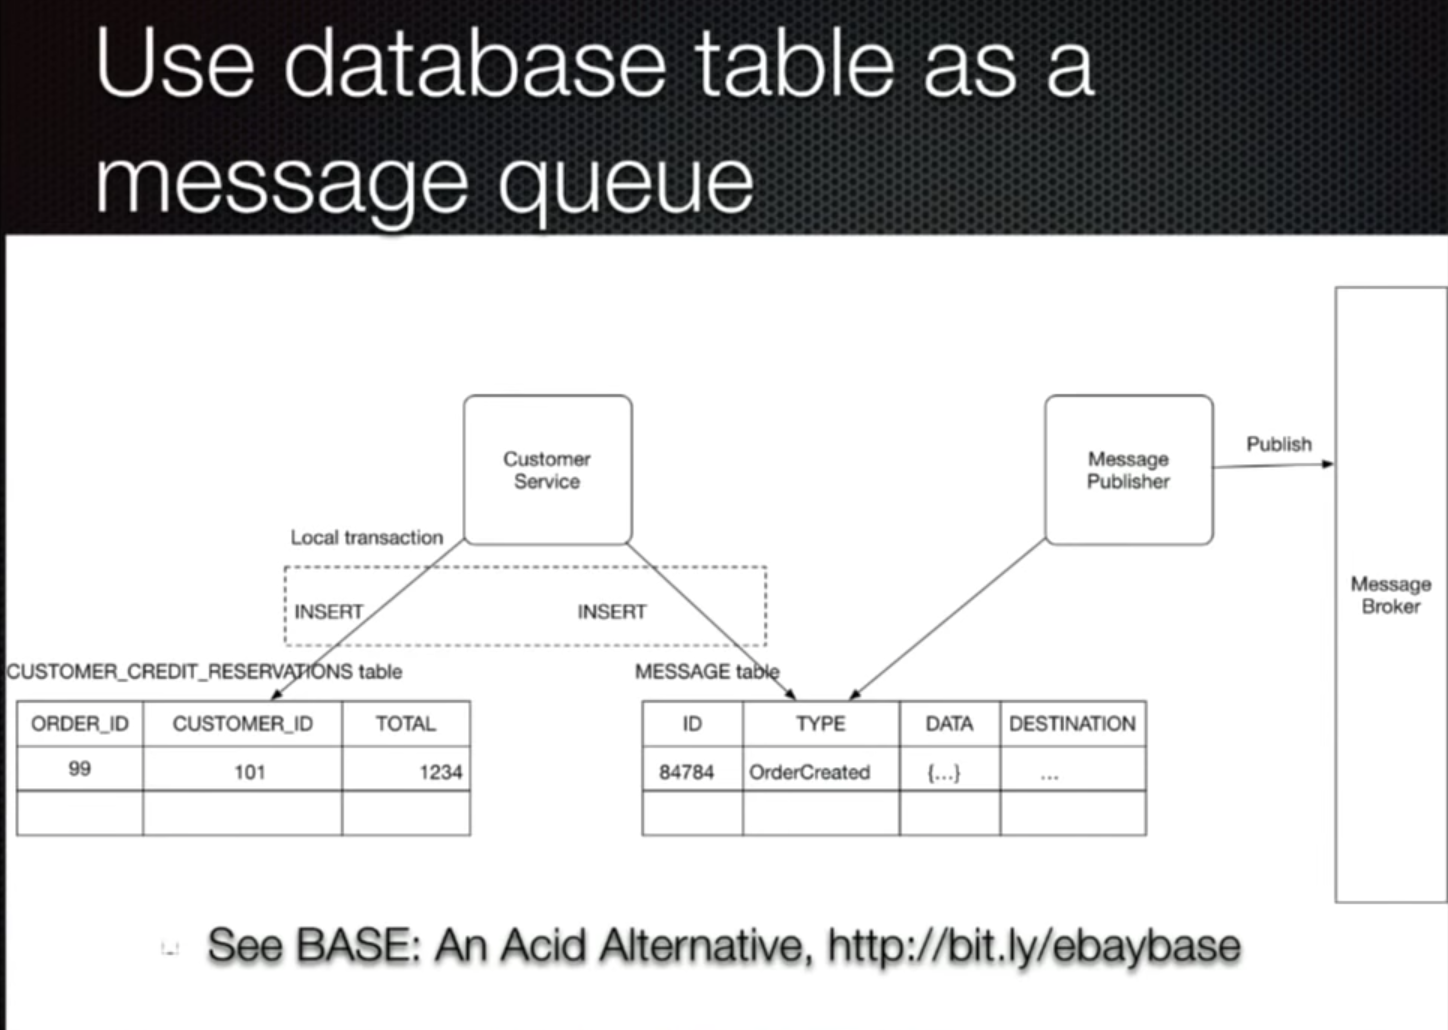 Use database table as a
message queue
Customer
Service
Message
Publisher
Publish
Message
Broker
Local transaction
INSERT
INSERT
CUSTOMER_CREDIT_RESERVATIONS table
ORDER_ID CUSTOMER_ID TOTAL
99 101 1234
MESSAGE table
ID TYPE DATA DESTINATION
84784 OrderCreated {...} ...
See BASE: An Acid Alternative, http://bit.ly/ebaybase